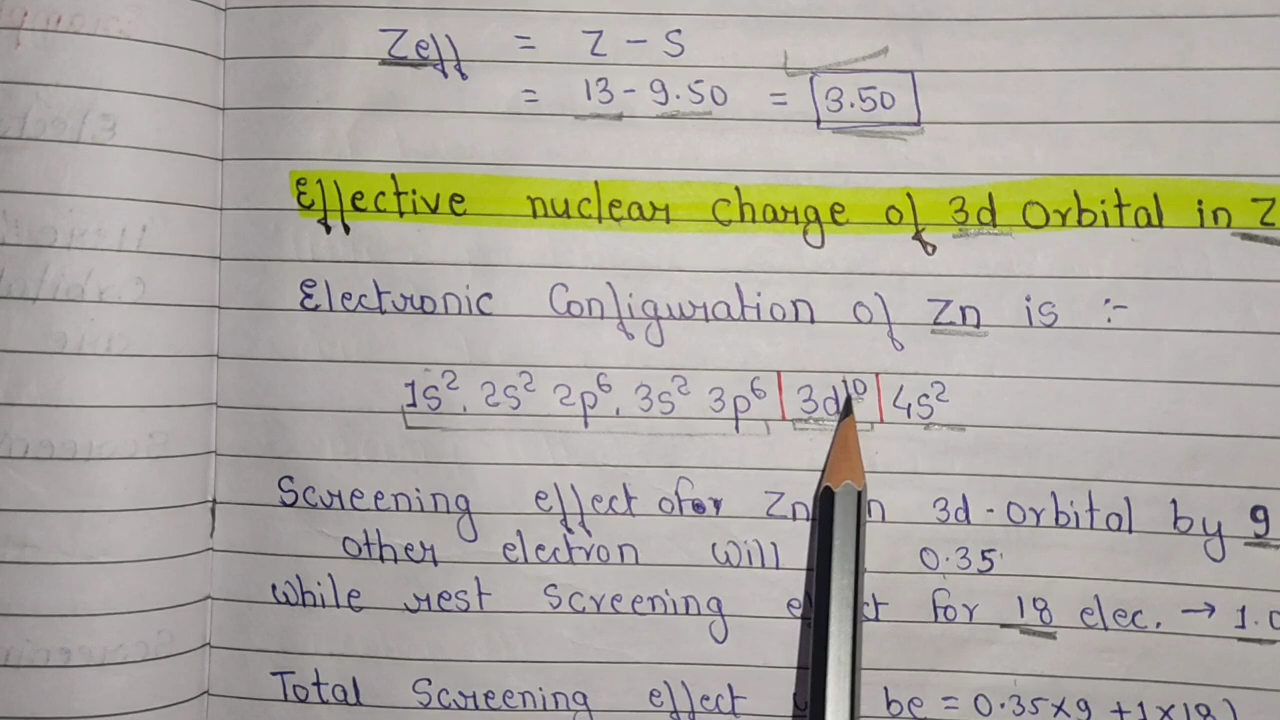 Zeff = Z - S
= 13 - 9.50 = 3.50
Effective nuclear charge of 3d orbital in Z
Electronic Configuration of Zn is :-
1s², 2s² 2p⁶, 3s² 3p⁶ | 3d¹⁰ | 4s²
Screening effect ofor Zn 3d-orbital by 9
other electron will 0.35
while rest screening for 18 elec. → 1.0
Total Screening effect be = 0.35×9 + 1×18)